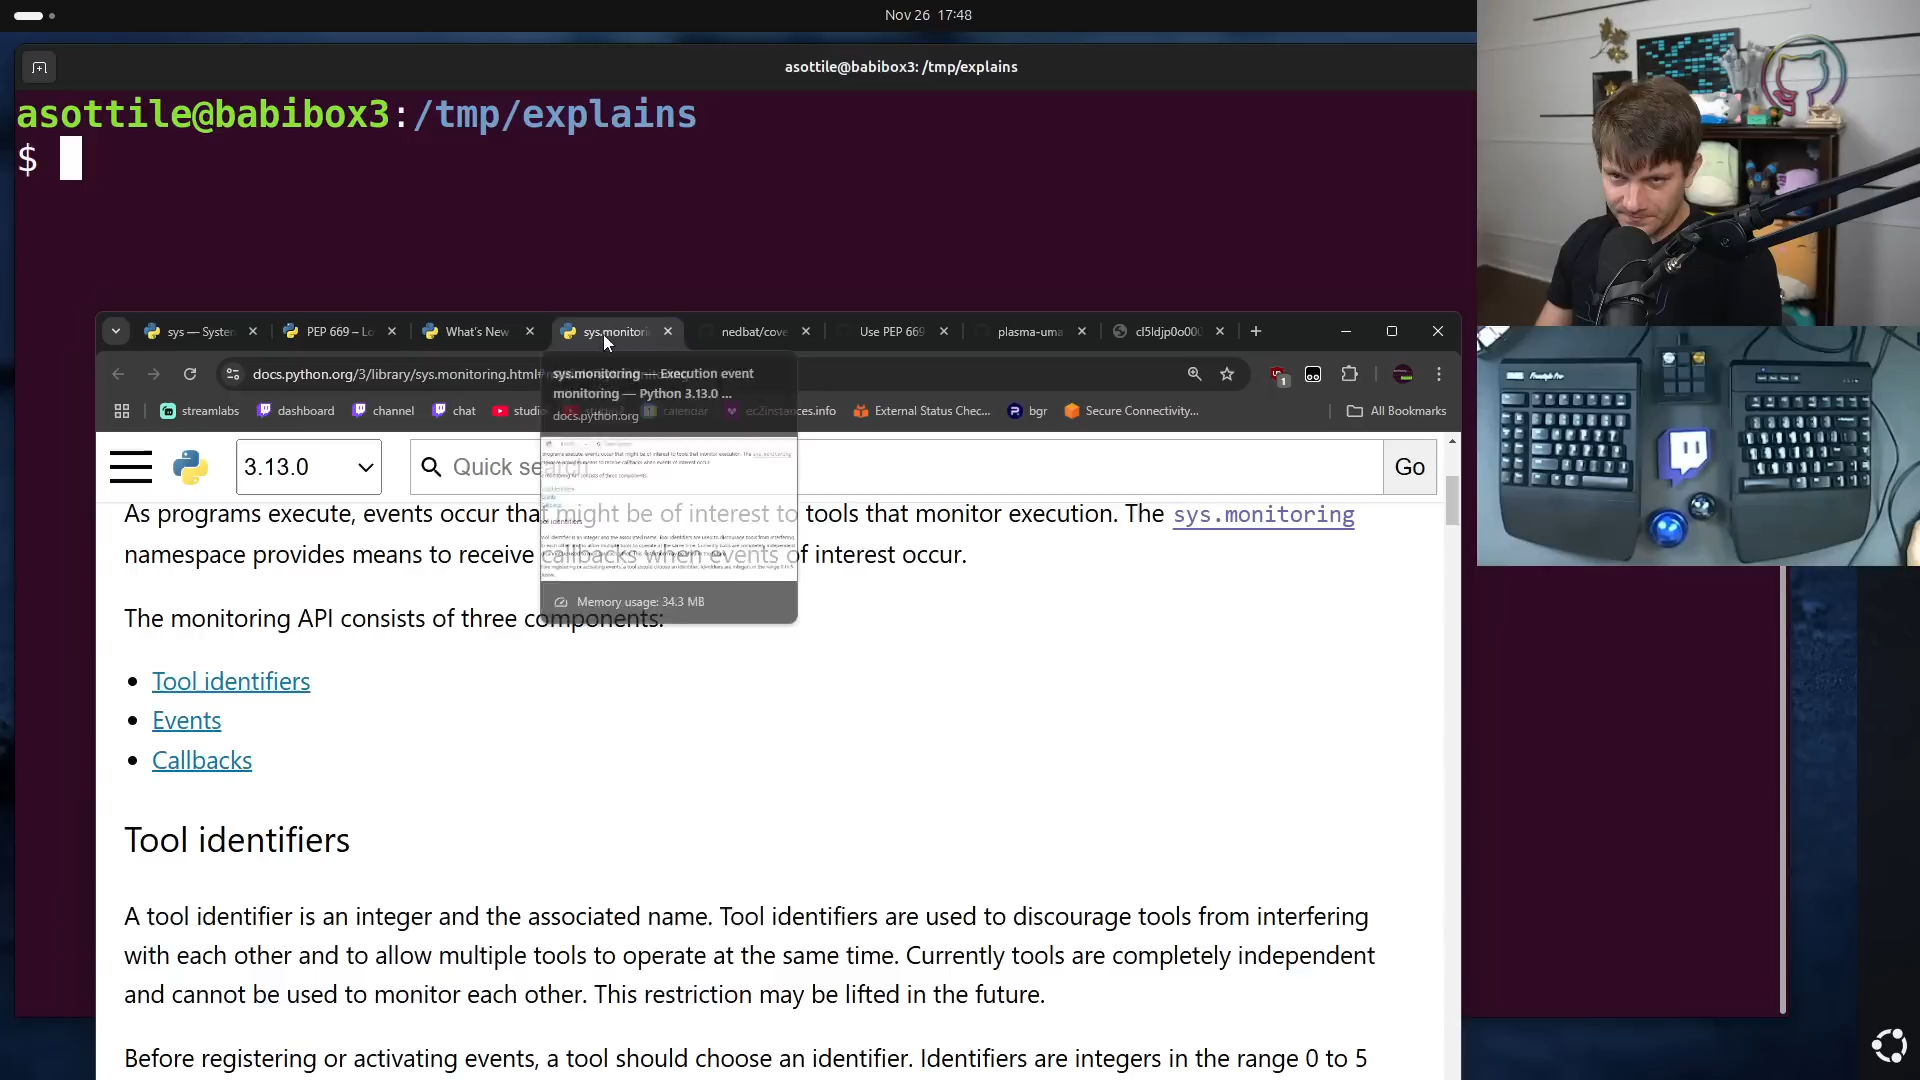 Nov 26 17:48
asottile@babibox3: /tmp/explains
asottile@babibox3:/tmp/explains
$
sys — System
PEP 669 – Lo
What's New
sys.monitori
nedbat/cove
Use PEP 669
plasma-uma
cl5ldjp0o00
docs.python.org/3/library/sys.monitoring.html
sys.monitoring — Execution event
monitoring — Python 3.13.0 ...
docs.python.org
1
streamlabs
dashboard
channel
chat
studio
calendar
ec2instances.info
External Status Chec...
bgr
Secure Connectivity...
All Bookmarks
3.13.0
Quick search
Go
As programs execute, events occur that might be of interest to tools that monitor execution. The sys.monitoring
namespace provides means to receive callbacks when events of interest occur.
Memory usage: 34.3 MB
The monitoring API consists of three components:
Tool identifiers
Events
Callbacks
Tool identifiers
A tool identifier is an integer and the associated name. Tool identifiers are used to discourage tools from interfering
with each other and to allow multiple tools to operate at the same time. Currently tools are completely independent
and cannot be used to monitor each other. This restriction may be lifted in the future.
Before registering or activating events, a tool should choose an identifier. Identifiers are integers in the range 0 to 5